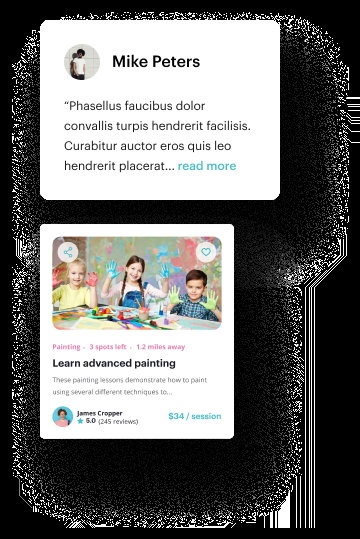 Mike Peters
“Phasellus faucibus dolor
convallis turpis hendrerit facilisis.
Curabitur auctor eros quis leo
hendrerit placerat... read more
Painting • 3 spots left • 1.2 miles away
Learn advanced painting
These painting lessons demonstrate how to paint
using several different techniques to...
James Cropper
5.0 (245 reviews)
$34 / session